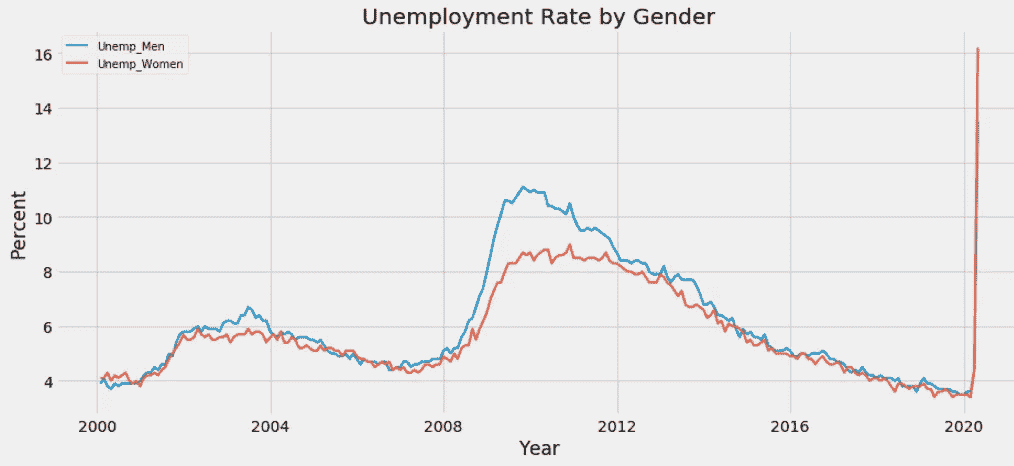 Unemployment Rate by Gender
Unemp_Men
Unemp_Women
16
14
12
10
8
6
4
Percent
2000 2004 2008 2012 2016 2020
Year